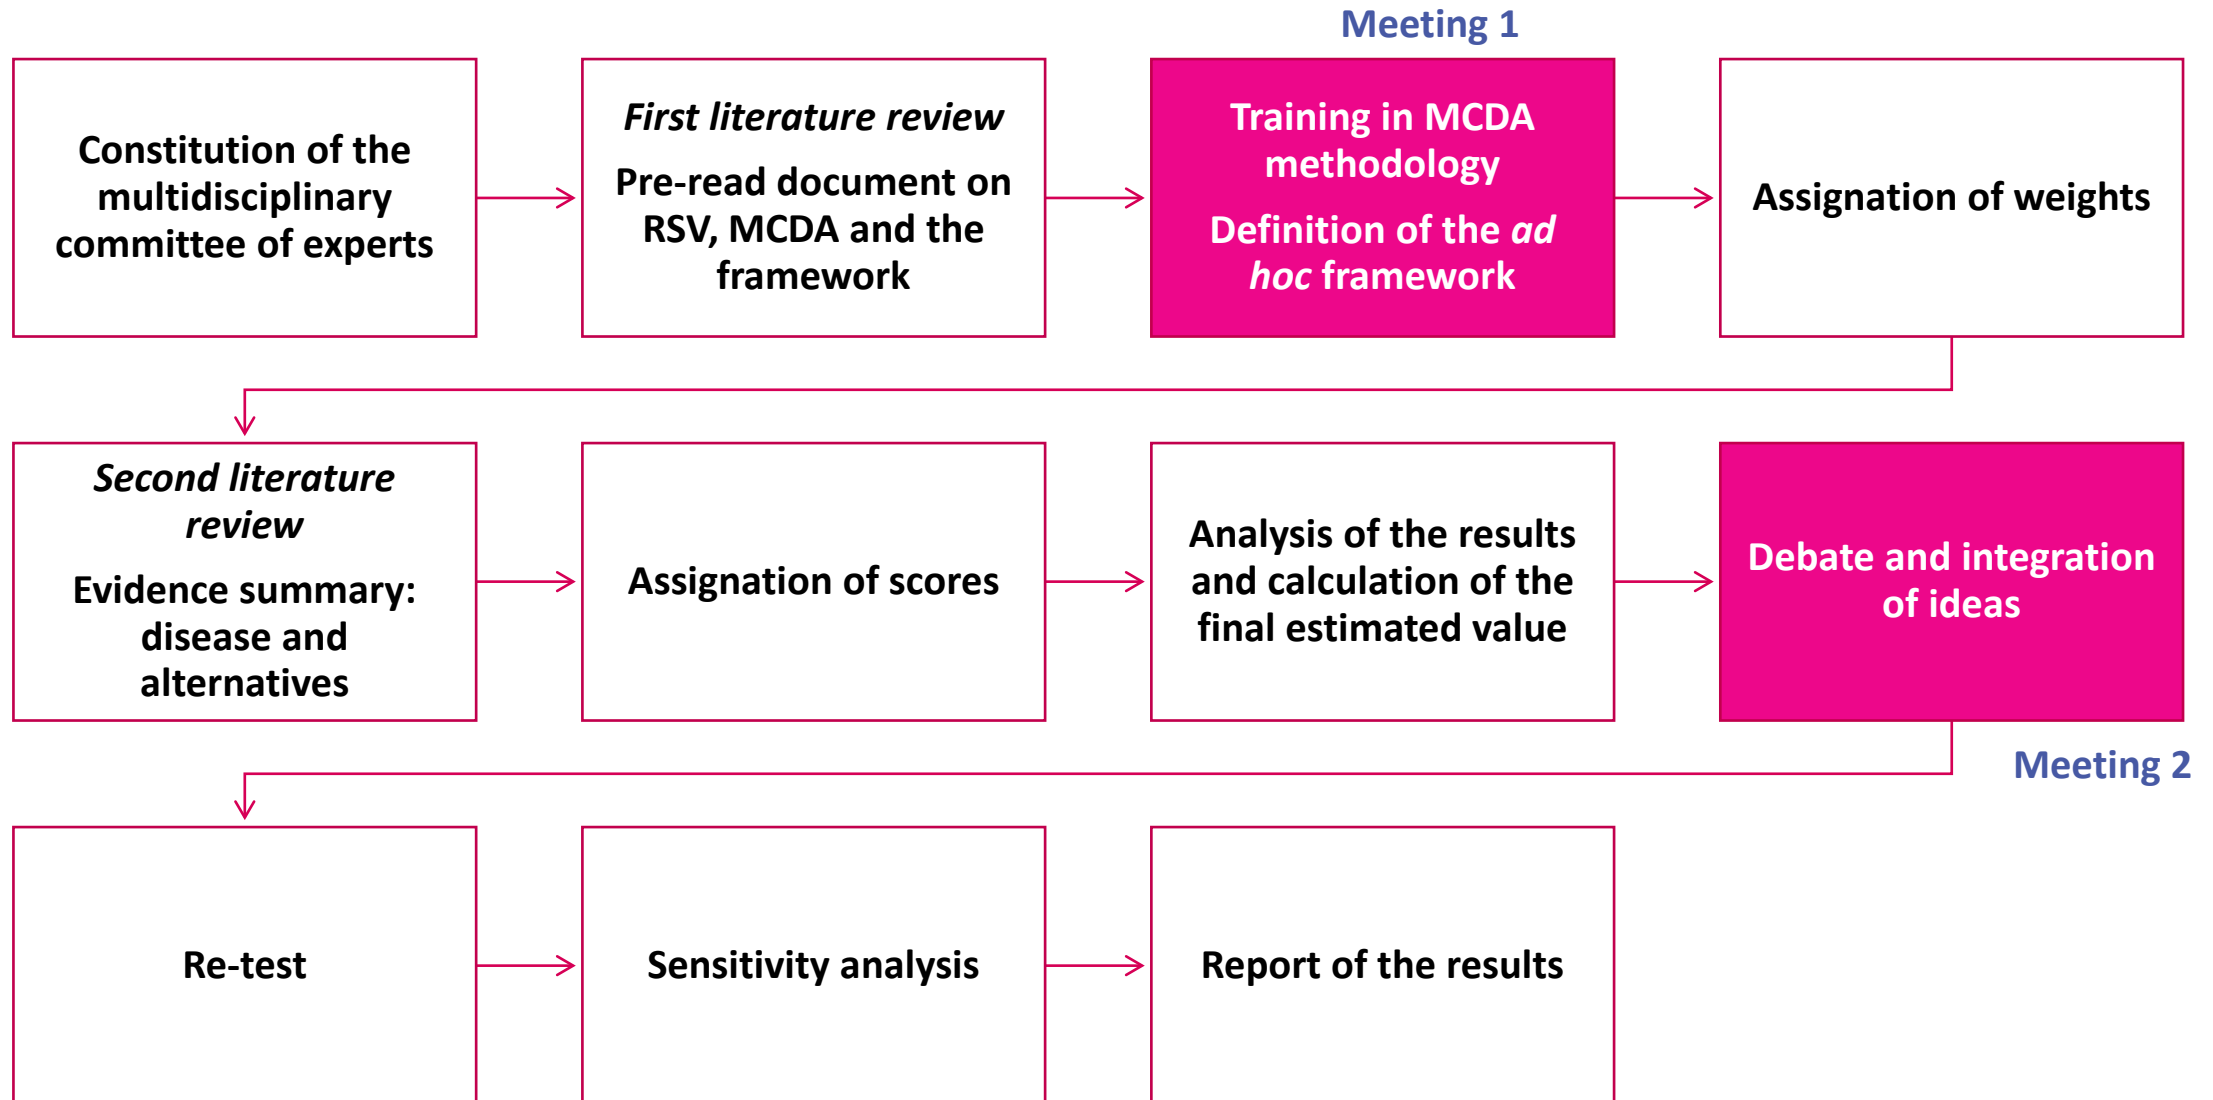 Meeting 1
Constitution of the
multidisciplinary
committee of experts
First literature review
Pre-read document on
RSV, MCDA and the
framework
Training in MCDA
methodology
Definition of the ad
hoc framework
Assignation of weights
Second literature
review
Evidence summary:
disease and
alternatives
Assignation of scores
Analysis of the results
and calculation of the
final estimated value
Debate and integration
of ideas
Meeting 2
Re-test
Sensitivity analysis
Report of the results